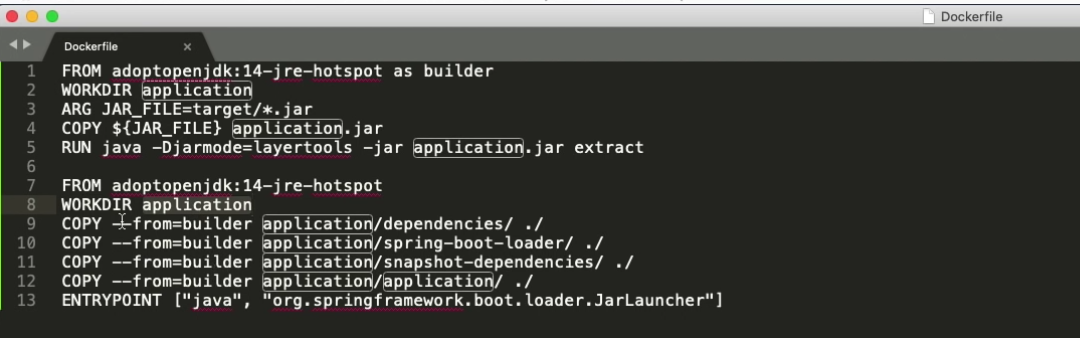 Dockerfile
Dockerfile ×
1 FROM adoptopenjdk:14-jre-hotspot as builder
2 WORKDIR application
3 ARG JAR_FILE=target/*.jar
4 COPY ${JAR_FILE} application.jar
5 RUN java -Djarmode=layertools -jar application.jar extract
6
7 FROM adoptopenjdk:14-jre-hotspot
8 WORKDIR application
9 COPY --from=builder application/dependencies/ ./
10 COPY --from=builder application/spring-boot-loader/ ./
11 COPY --from=builder application/snapshot-dependencies/ ./
12 COPY --from=builder application/application/ ./
13 ENTRYPOINT ["java", "org.springframework.boot.loader.JarLauncher"]